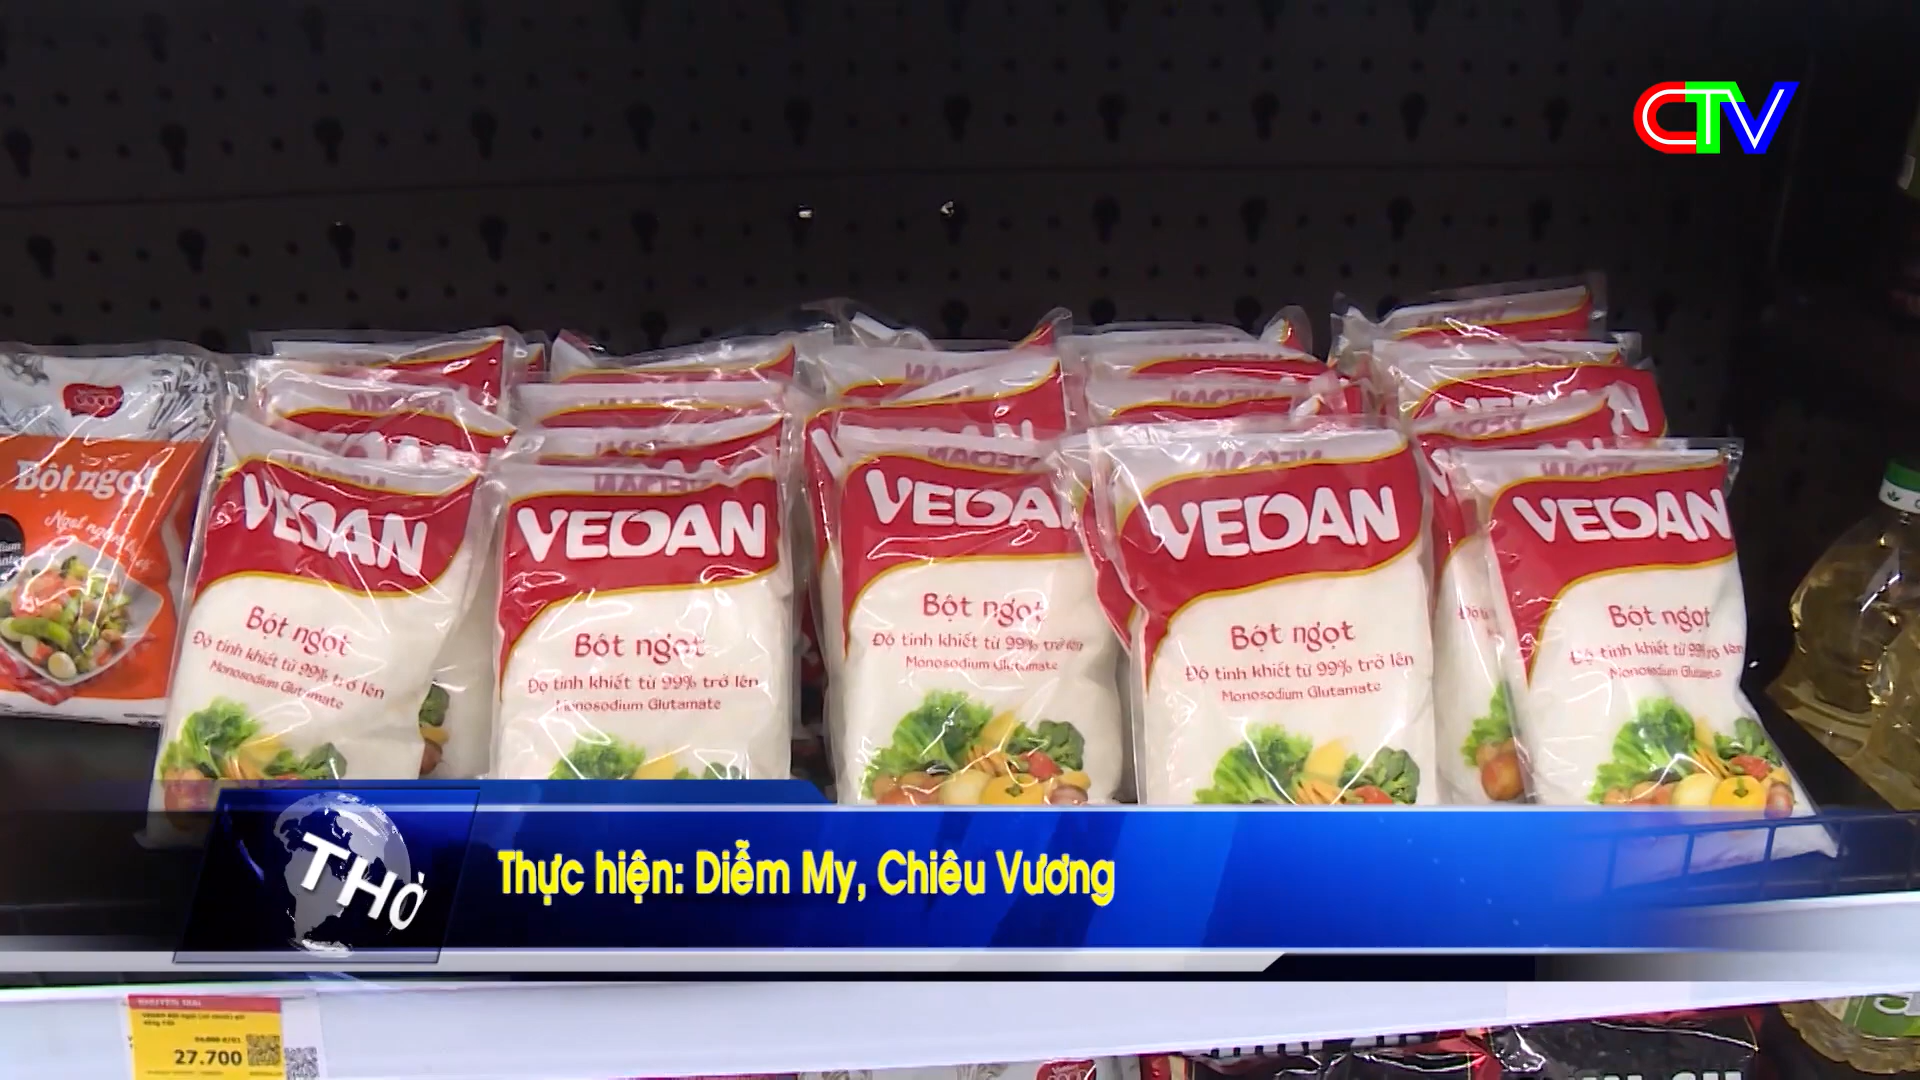 CTV
Bột ngọt
VEDAN
Bột ngọt
Độ tinh khiết từ 99% trở lên
Monosodium Glutamate
VEDAN
Bột ngọt
Độ tinh khiết từ 99% trở lên
Monosodium Glutamate
VEDAN
Bột ngọt
Độ tinh khiết từ 99% trở lên
Monosodium Glutamate
VEDAN
Bột ngọt
Độ tinh khiết từ 99% trở lên
Monosodium Glutamate
VEDAN
Bột ngọt
Độ tinh khiết từ 99% trở lên
Monosodium Glutamate
THỜ
Thực hiện: Diễm My, Chiêu Vương
27.700